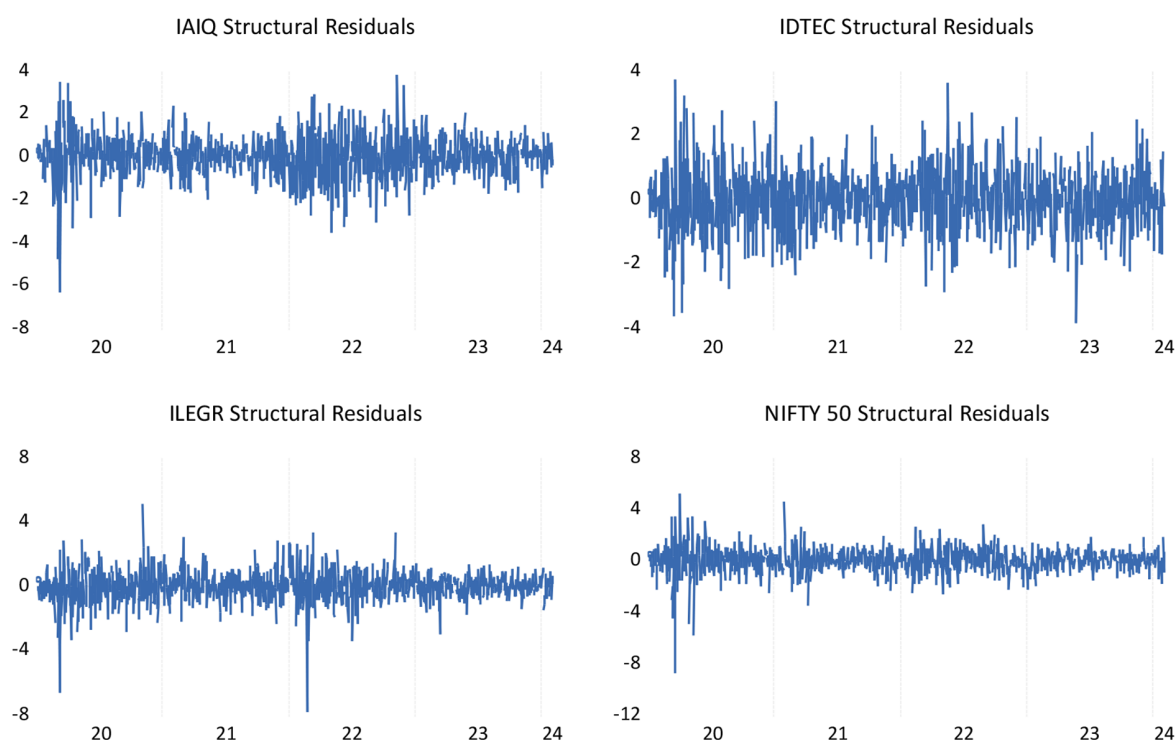 IAIQ Structural Residuals
4
2
0
-2
-4
-6
-8
20 21 22 23 24
IDTEC Structural Residuals
4
2
0
-2
-4
20 21 22 23 24
ILEGR Structural Residuals
8
4
0
-4
-8
20 21 22 23 24
NIFTY 50 Structural Residuals
8
4
0
-4
-8
-12
20 21 22 23 24